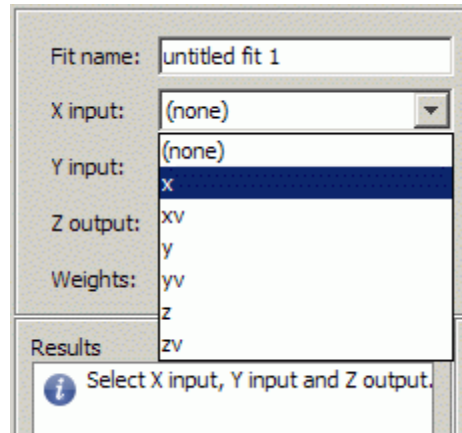 Fit name: untitled fit 1
X input: (none)
(none)
Y input:
x
xv
Z output:
y
Weights: yv
z
zv
Results
Select X input, Y input and Z output.